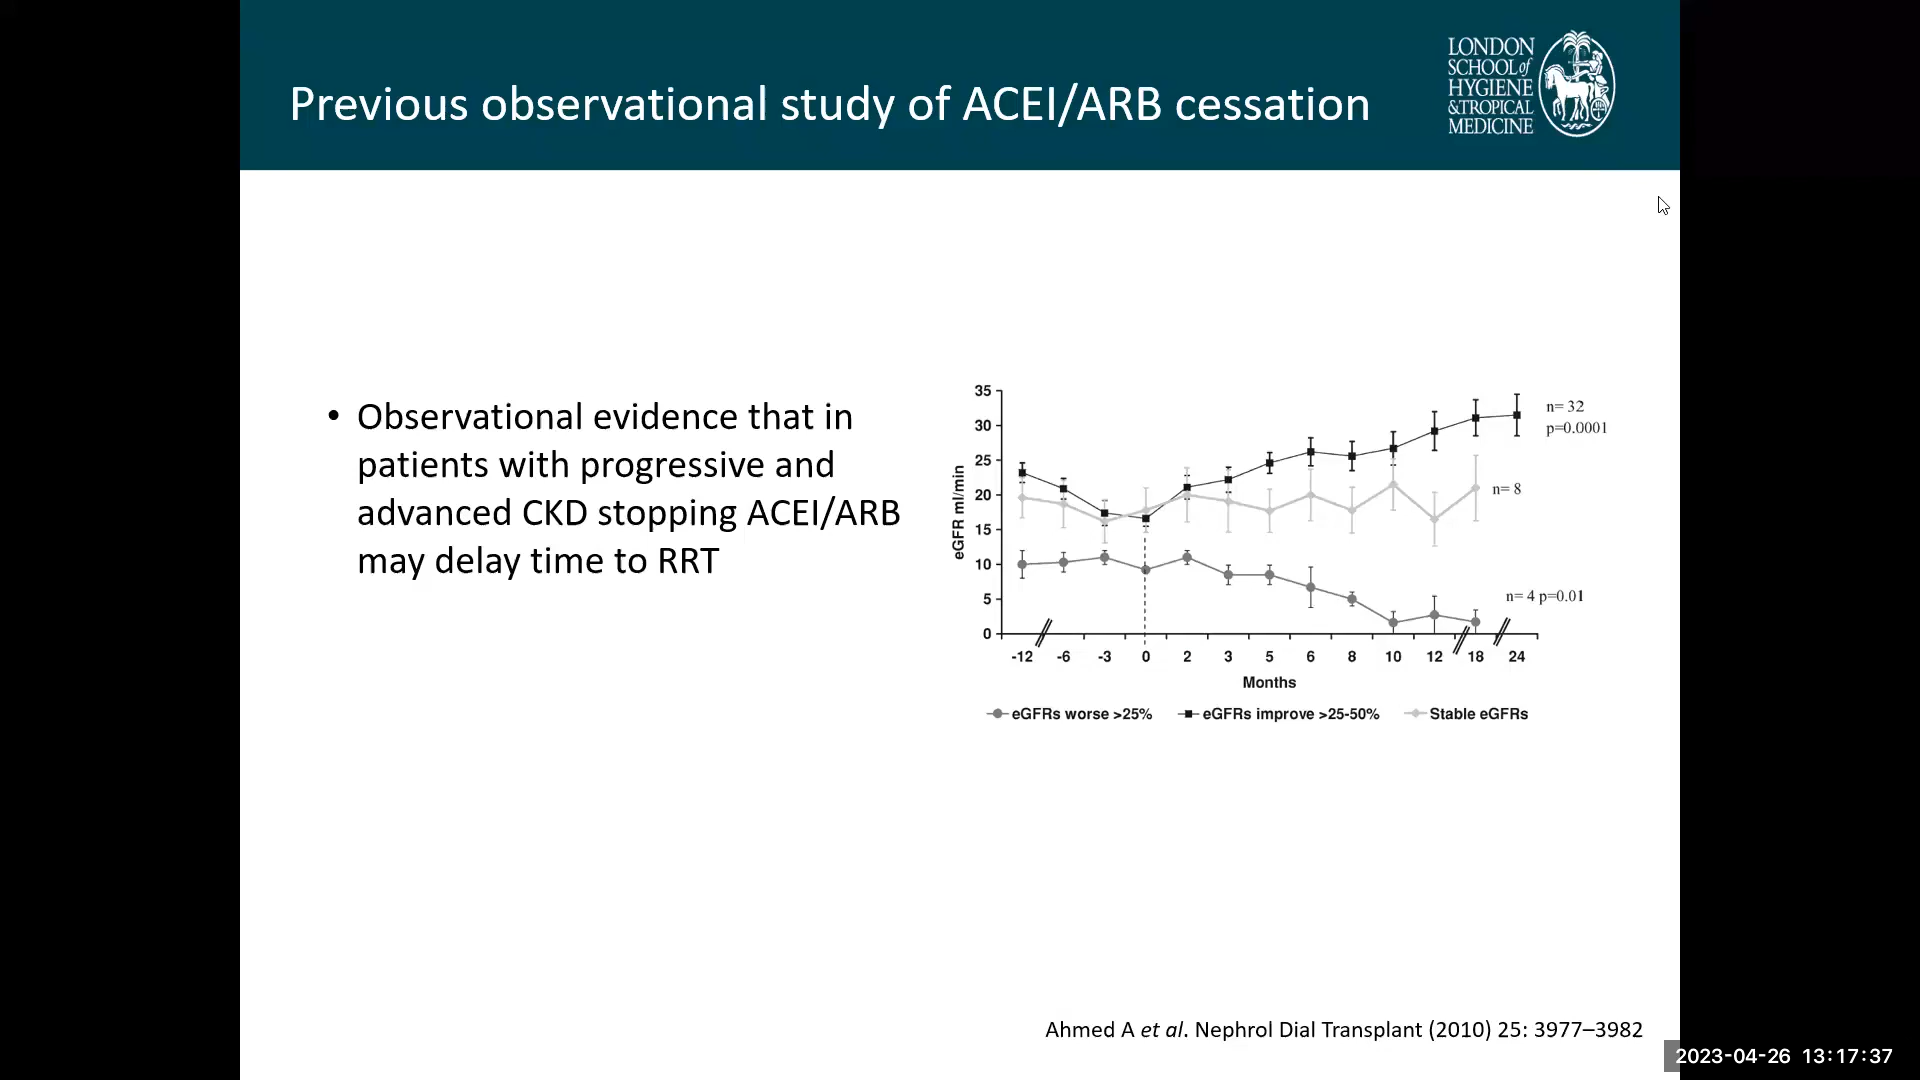 Previous observational study of ACEI/ARB cessation
LONDON
SCHOOL of
HYGIENE
&TROPICAL
MEDICINE
• Observational evidence that in
patients with progressive and
advanced CKD stopping ACEI/ARB
may delay time to RRT
eGFR ml/min
35
30
25
20
15
10
5
0
n= 32
p=0.0001
n= 8
n= 4 p=0.01
-12 -6 -3 0 2 3 5 6 8 10 12 18 24
Months
eGFRs worse >25% eGFRs improve >25-50% Stable eGFRs
Ahmed A et al. Nephrol Dial Transplant (2010) 25: 3977–3982
2023-04-26 13:17:37